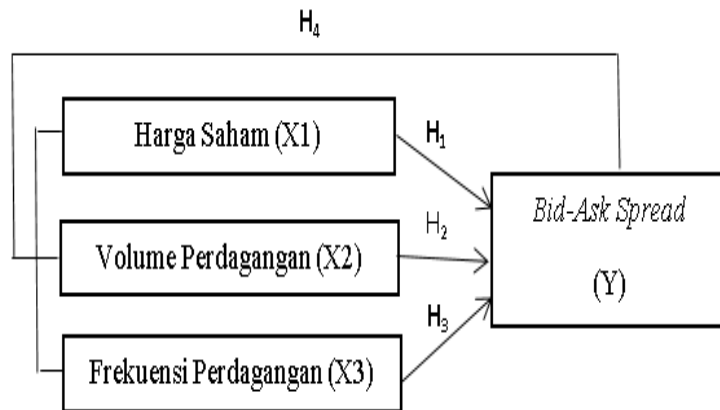 H₄
Harga Saham (X1)
H₁
Bid-Ask Spread
(Y)
Volume Perdagangan (X2)
H₂
H₃
Frekuensi Perdagangan (X3)